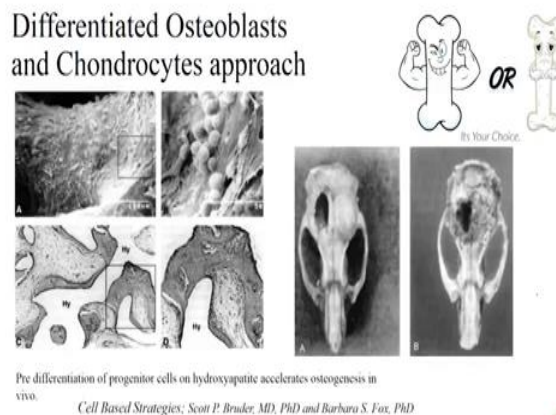 Differentiated Osteoblasts
and Chondrocytes approach
OR
Its Your Choice.
A
Hy
C
Hy
D
Hy
A
B
Pre differentiation of progenitor cells on hydroxyapatite accelerates osteogenesis in
vivo.
Cell Based Strategies; Scott P. Bruder, MD, PhD and Barbara S. Fox, PhD